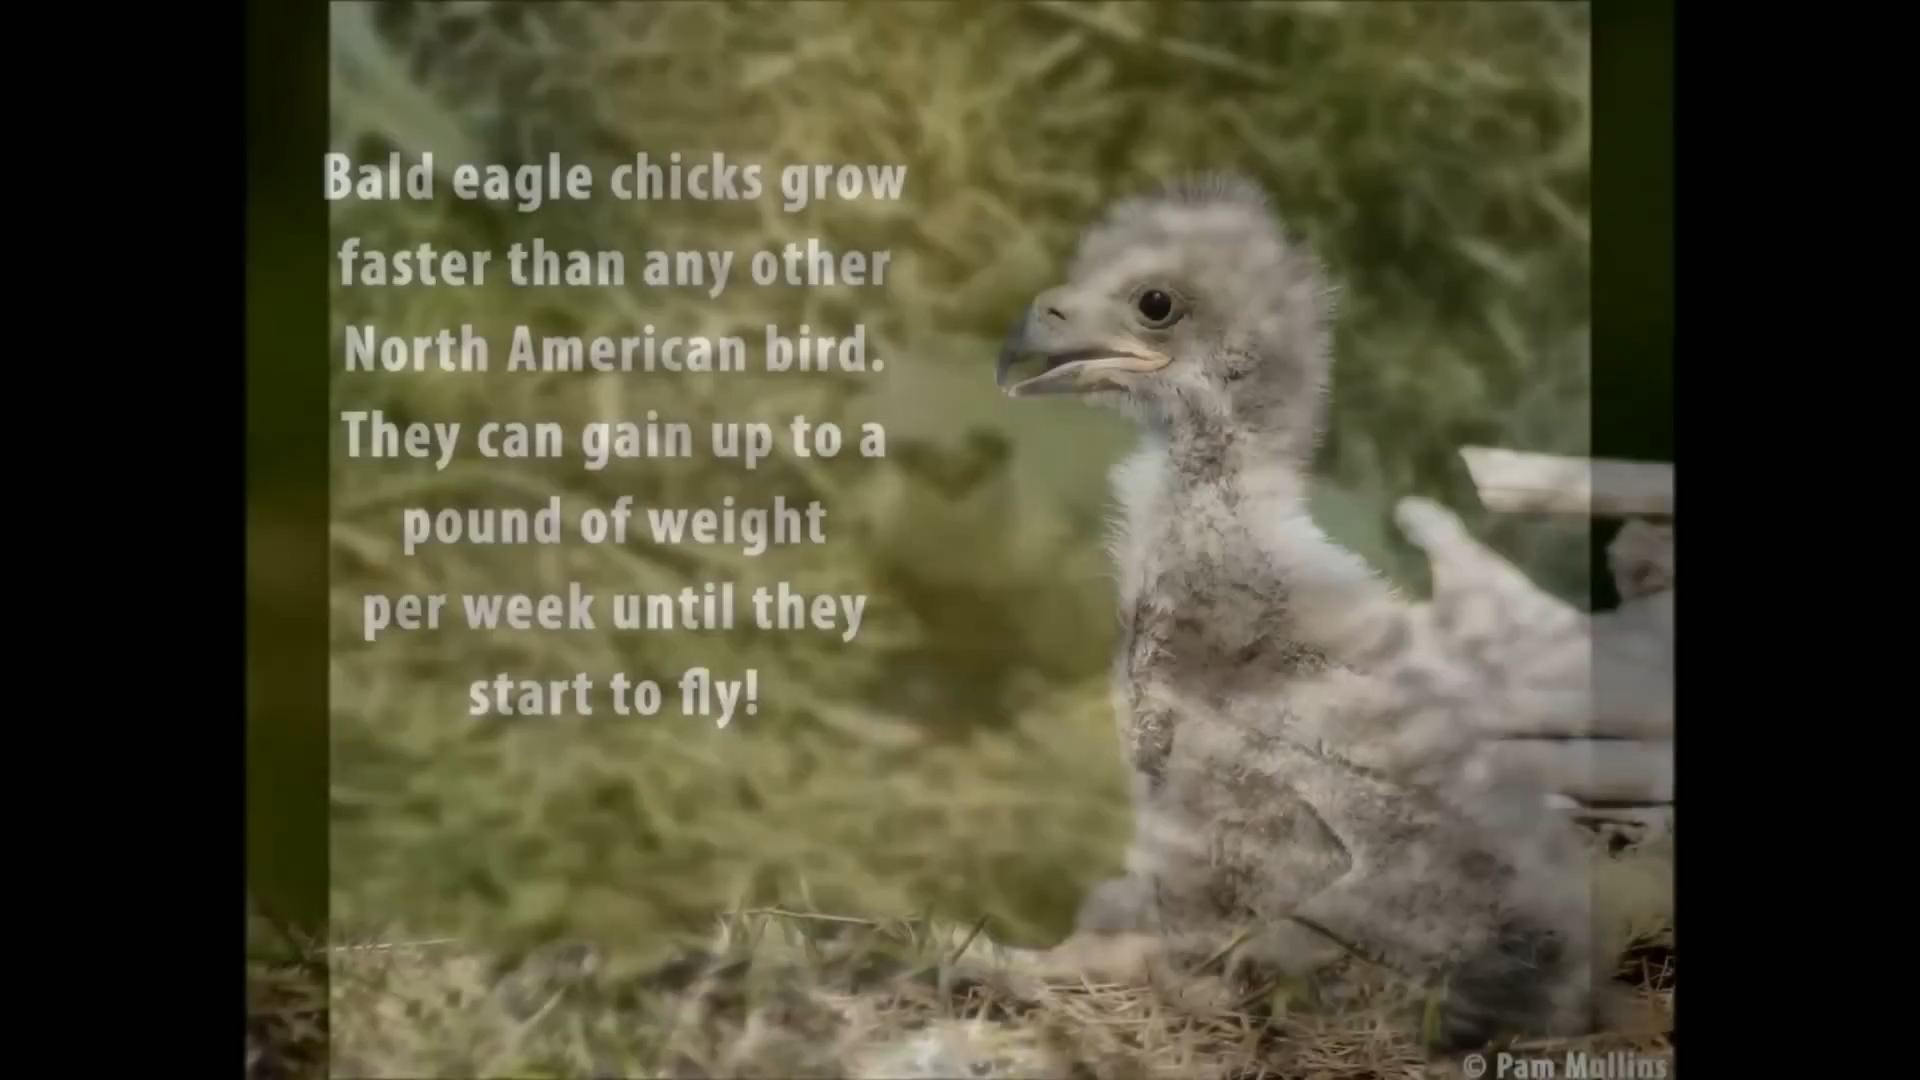 Bald eagle chicks grow
faster than any other
North American bird.
They can gain up to a
pound of weight
per week until they
start to fly!
© Pam Mullins